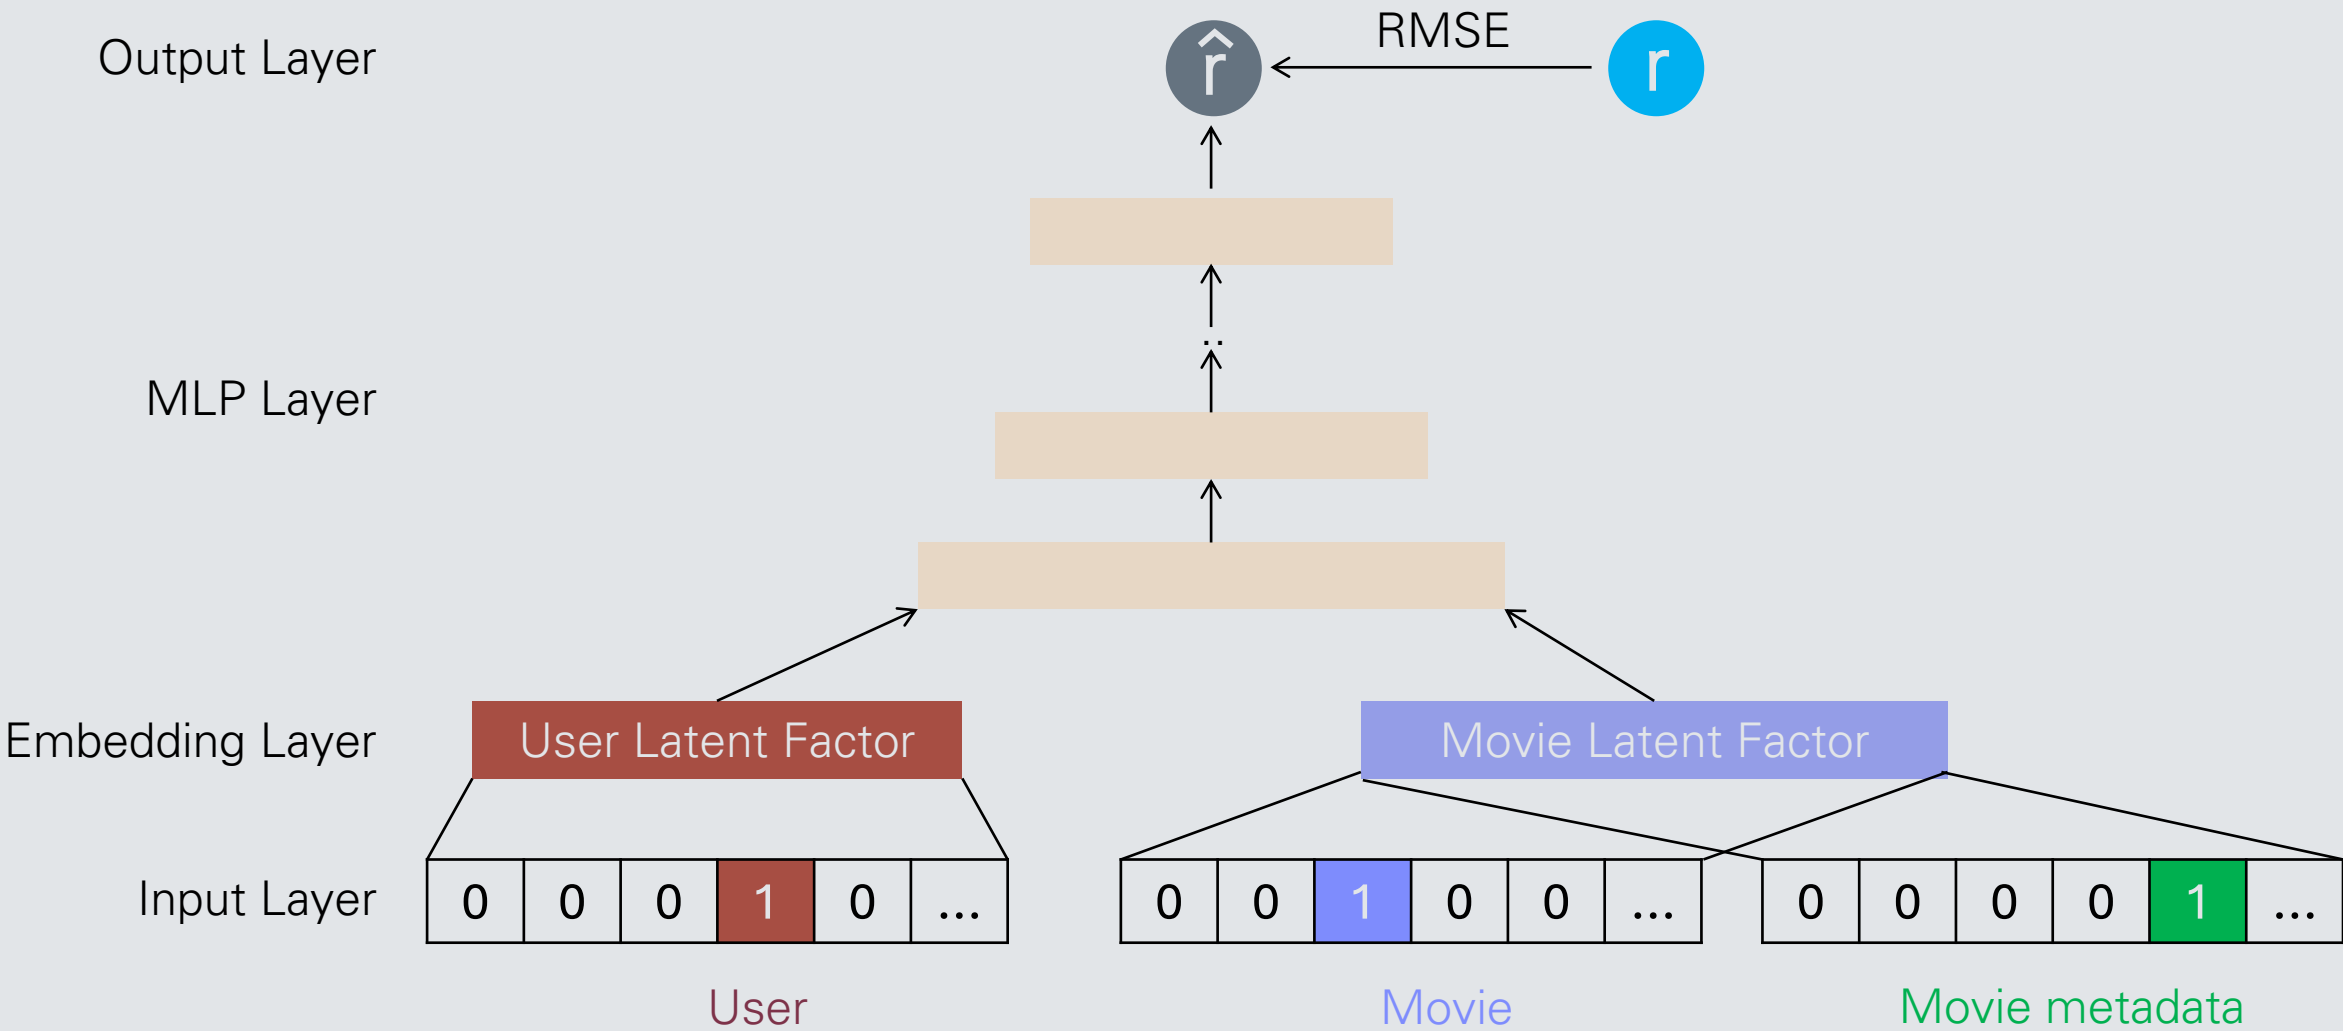 Output Layer
r̂
RMSE
r
..
MLP Layer
Embedding Layer
User Latent Factor
Movie Latent Factor
Input Layer
0 0 0 1 0 ...
0 0 1 0 0 ...
0 0 0 0 1 ...
User
Movie
Movie metadata